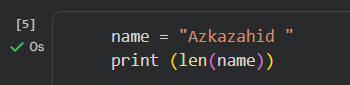 [5]
0s
name = "Azkazahid "
print (len(name))